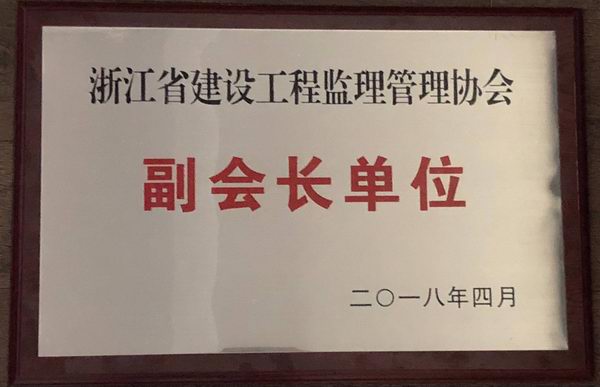 浙江省建设工程监理管理协会
副会长单位
二〇一八年四月